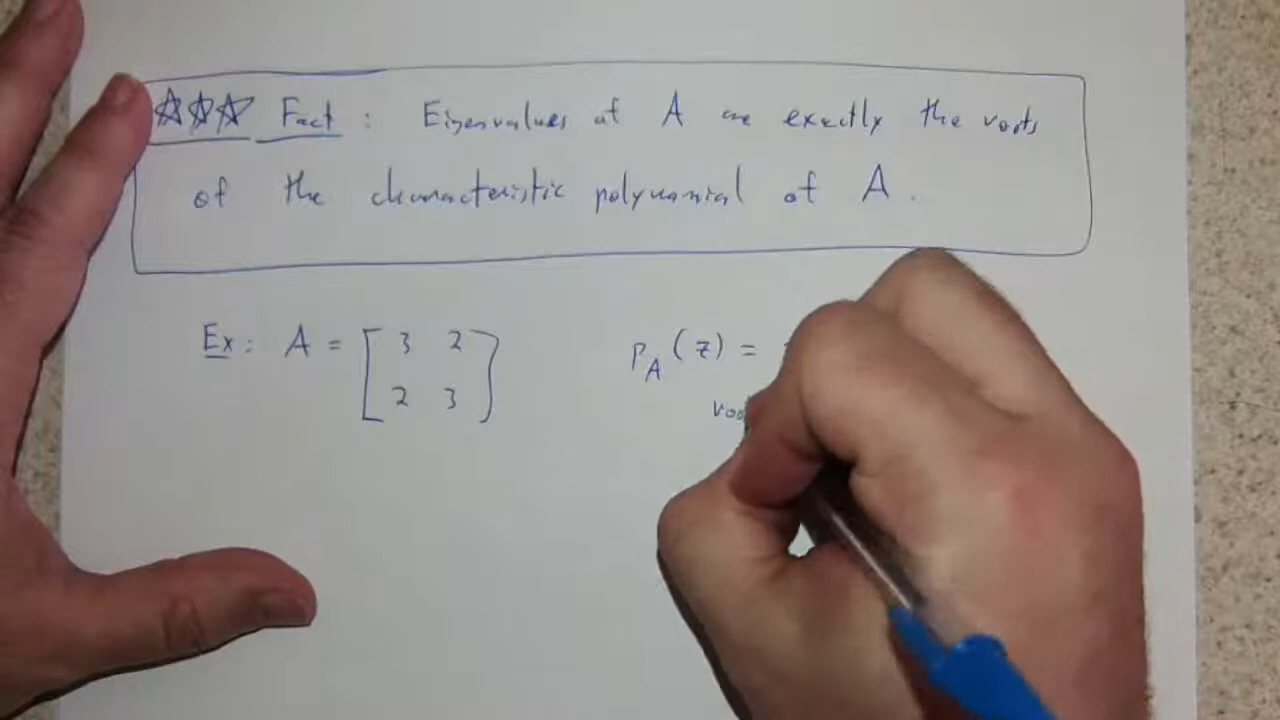 Fact : Eigenvalues of A are exactly the roots
of the characteristic polynomial of A .
Ex : A = [ 3 2
2 3 ]
p_A (z) =